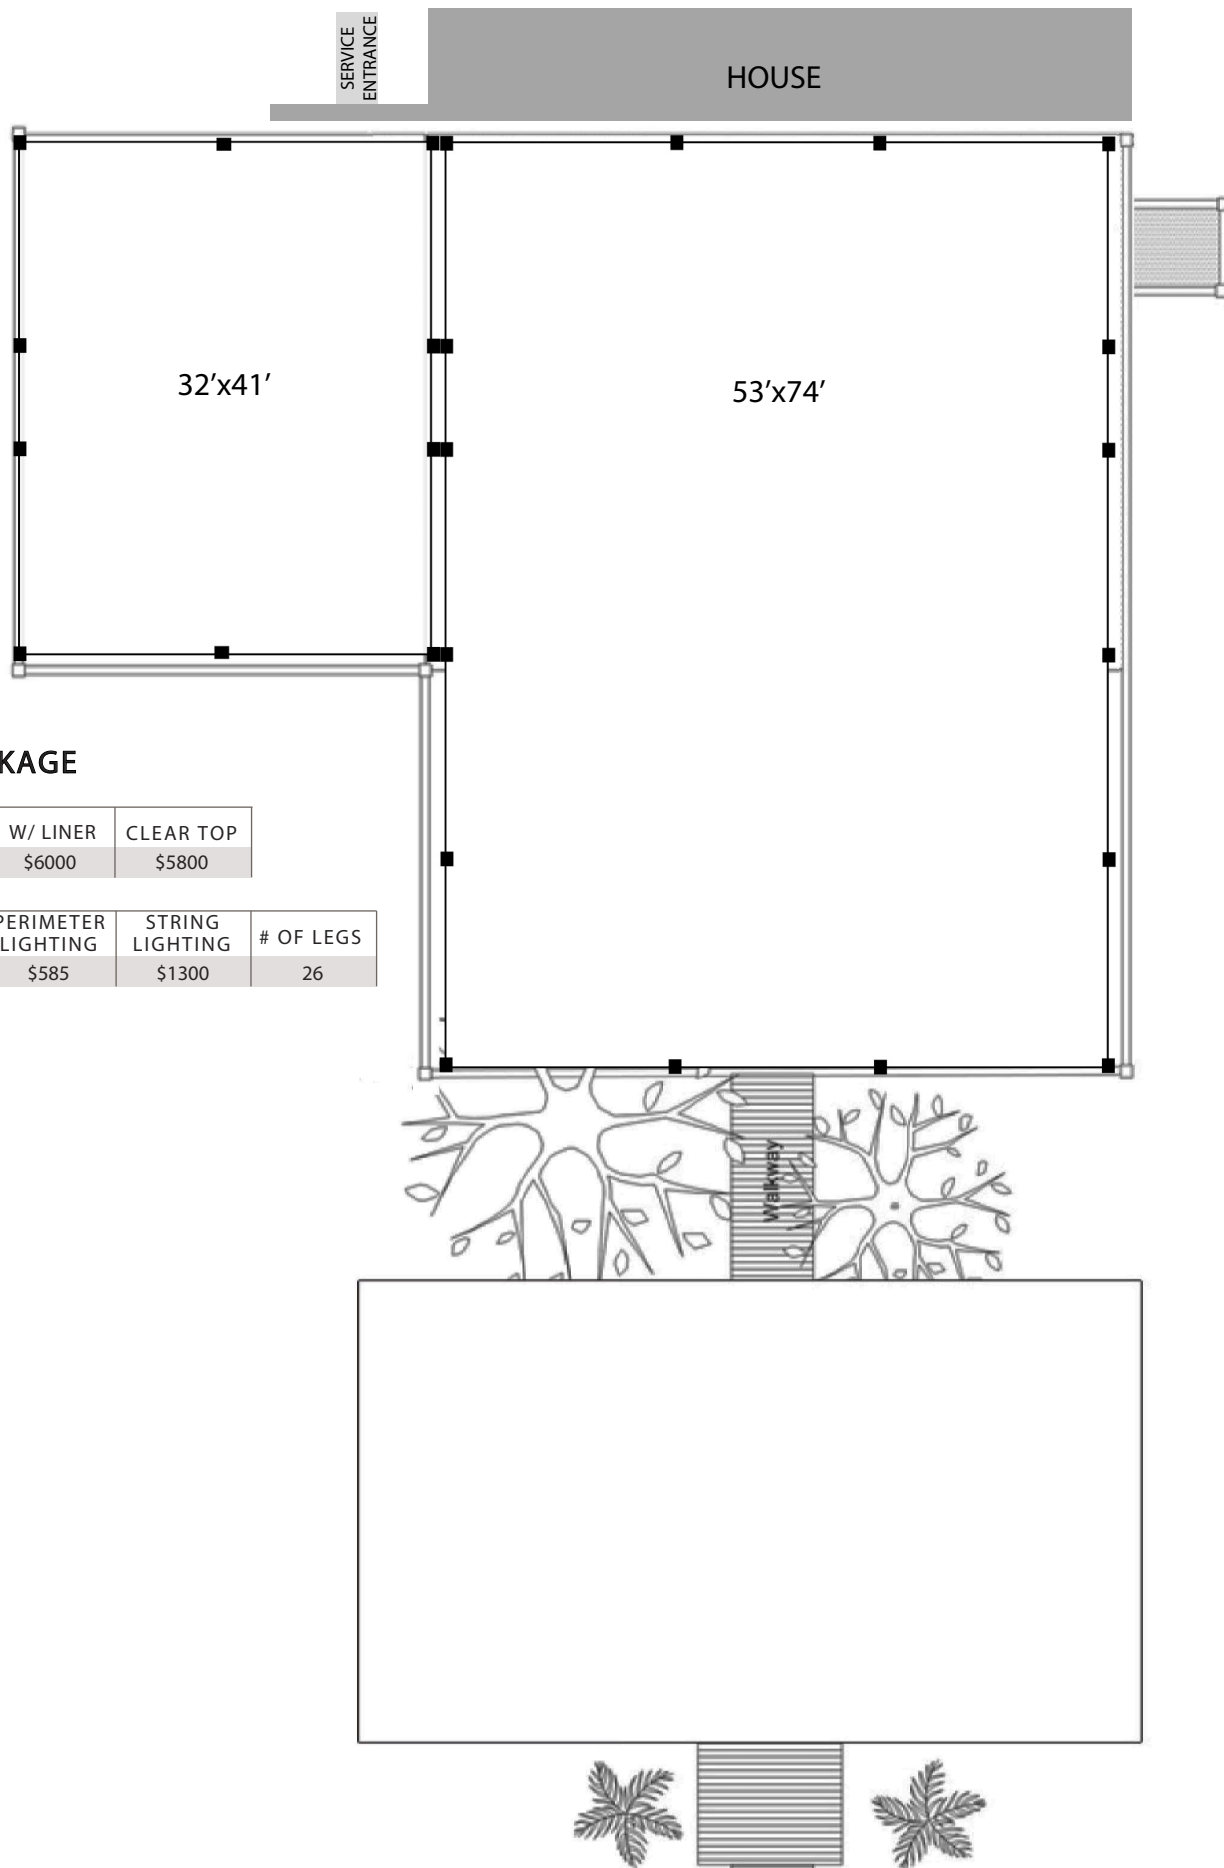 SERVICE
ENTRANCE
HOUSE
32’x41’
53’x74’
KAGE
W/ LINER CLEAR TOP
$6000 $5800
PERIMETER
LIGHTING
STRING
LIGHTING
# OF LEGS
$585 $1300 26
Walkway